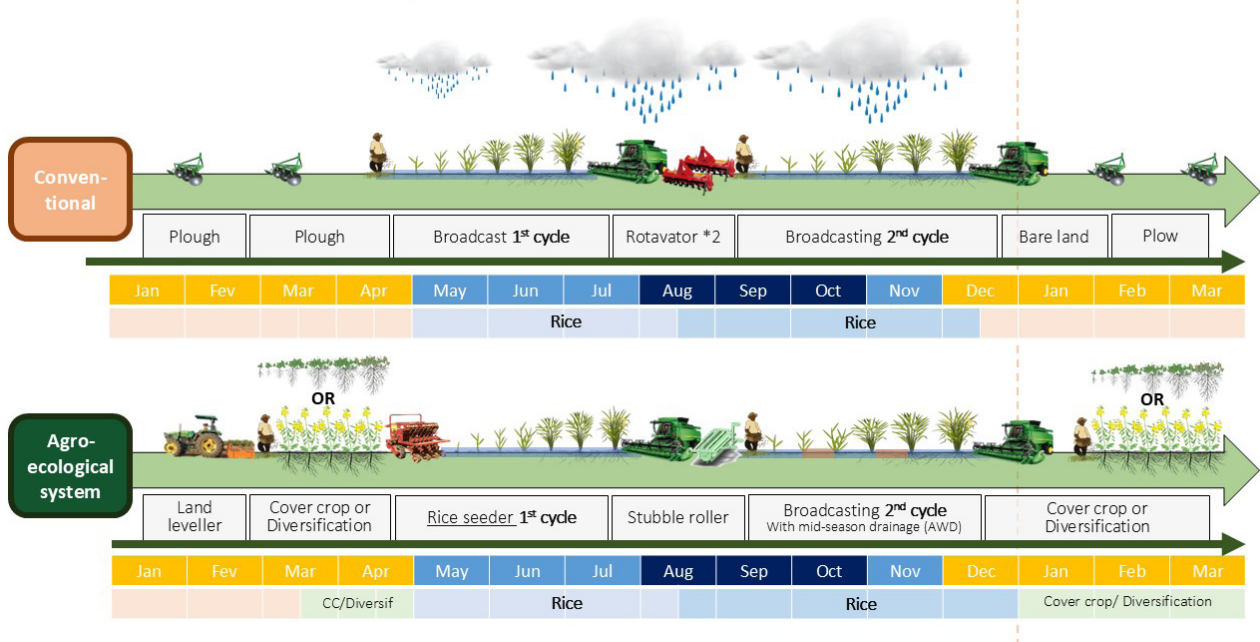 Conven-
tional
Plough
Plough
Broadcast 1st cycle
Rotavator *2
Broadcasting 2nd cycle
Bare land
Plow
Jan Fev Mar Apr May Jun Jul Aug Sep Oct Nov Dec Jan Feb Mar
Rice Rice
OR
OR
Agro-
ecological
system
Land
leveller
Cover crop or
Diversification
Rice seeder 1st cycle
Stubble roller
Broadcasting 2nd cycle
With mid-season drainage (AWD)
Cover crop or
Diversification
Jan Fev Mar Apr May Jun Jul Aug Sep Oct Nov Dec Jan Feb Mar
CC/Diversif Rice Rice Cover crop/ Diversification